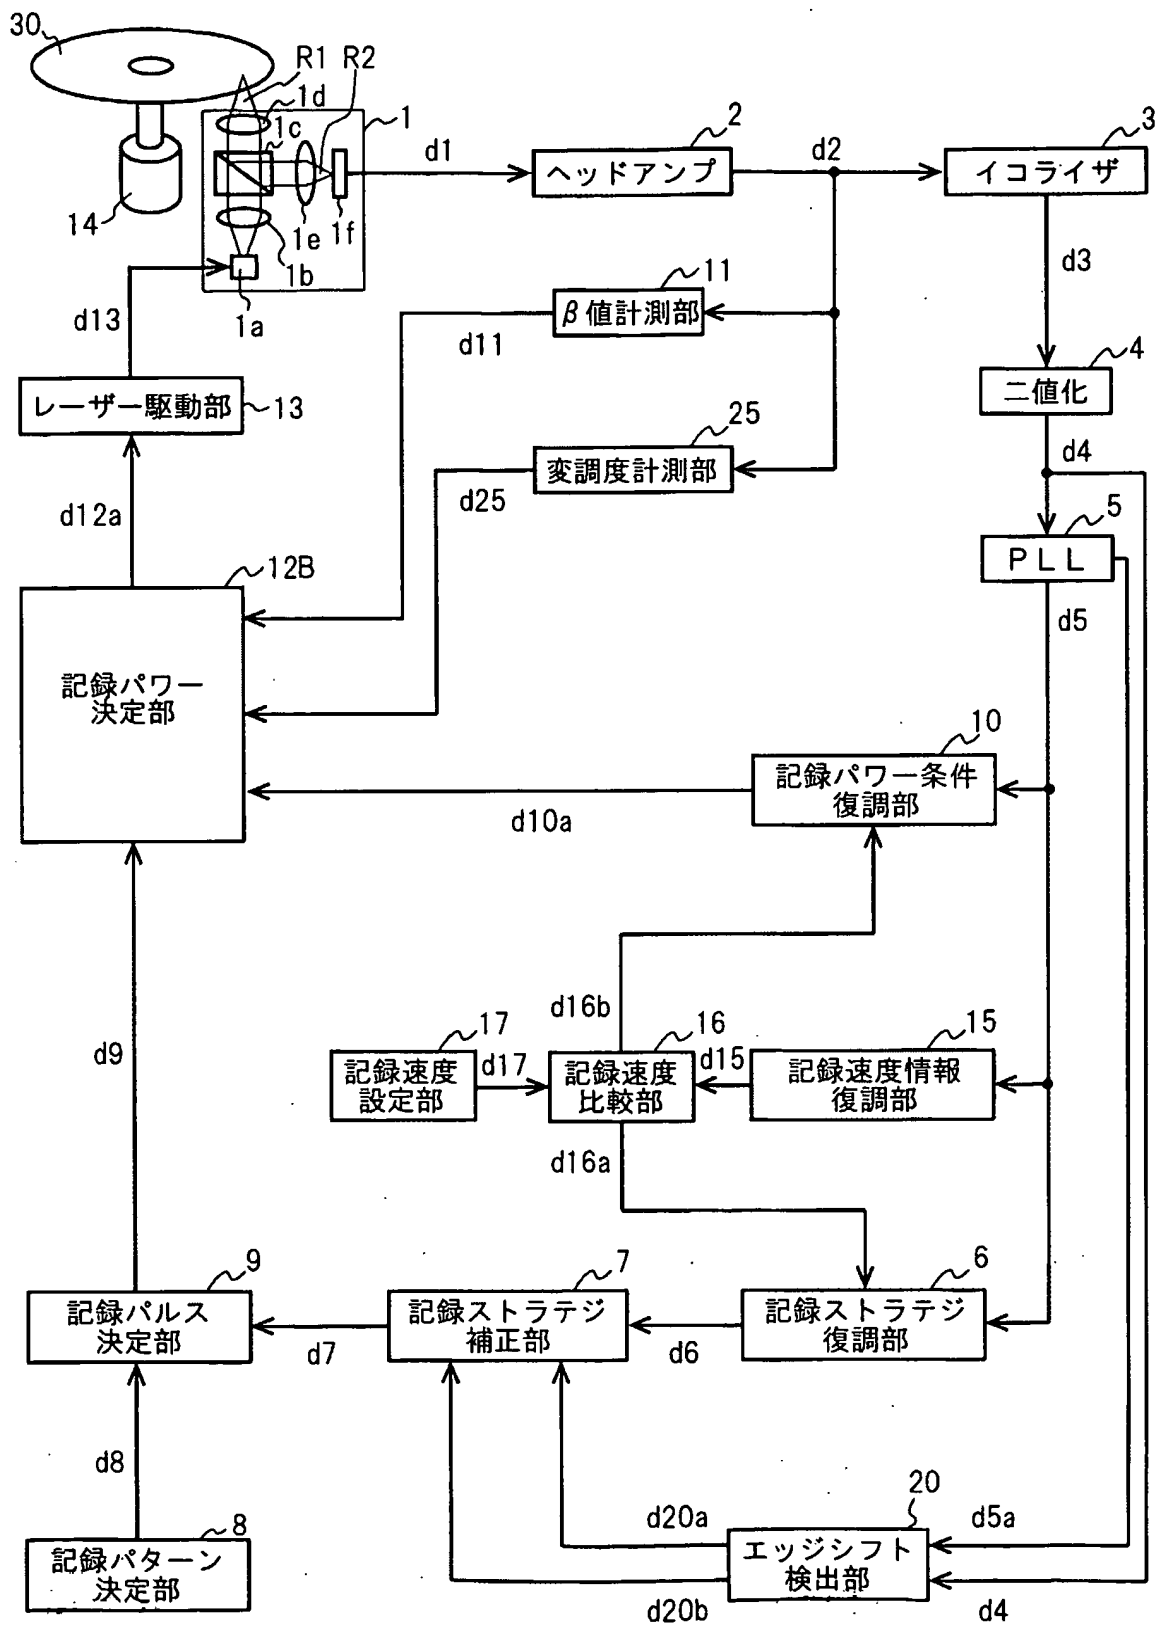 30
R1 R2
1d
1c
1
d1
2
ヘッドアンプ
d2
3
イコライザ
14
1e
1f
1b
1a
d3
11
β値計測部
d13
d11
4
二値化
レーザー駆動部
13
25
変調度計測部
d4
d25
d12a
5
PLL
12B
d5
記録パワー
決定部
10
記録パワー条件
復調部
d10a
d16b
17
16
15
d9
記録速度
設定部
d17
記録速度
比較部
d15
記録速度情報
復調部
d16a
9
7
6
記録パルス
決定部
d7
記録ストラテジ
補正部
d6
記録ストラテジ
復調部
d8
20
d20a
d5a
8
記録パターン
決定部
エッジシフト
検出部
d20b
d4